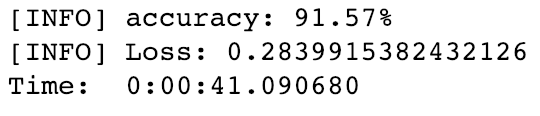 [INFO] accuracy: 91.57%
[INFO] Loss: 0.2839915382432126
Time:  0:00:41.090680